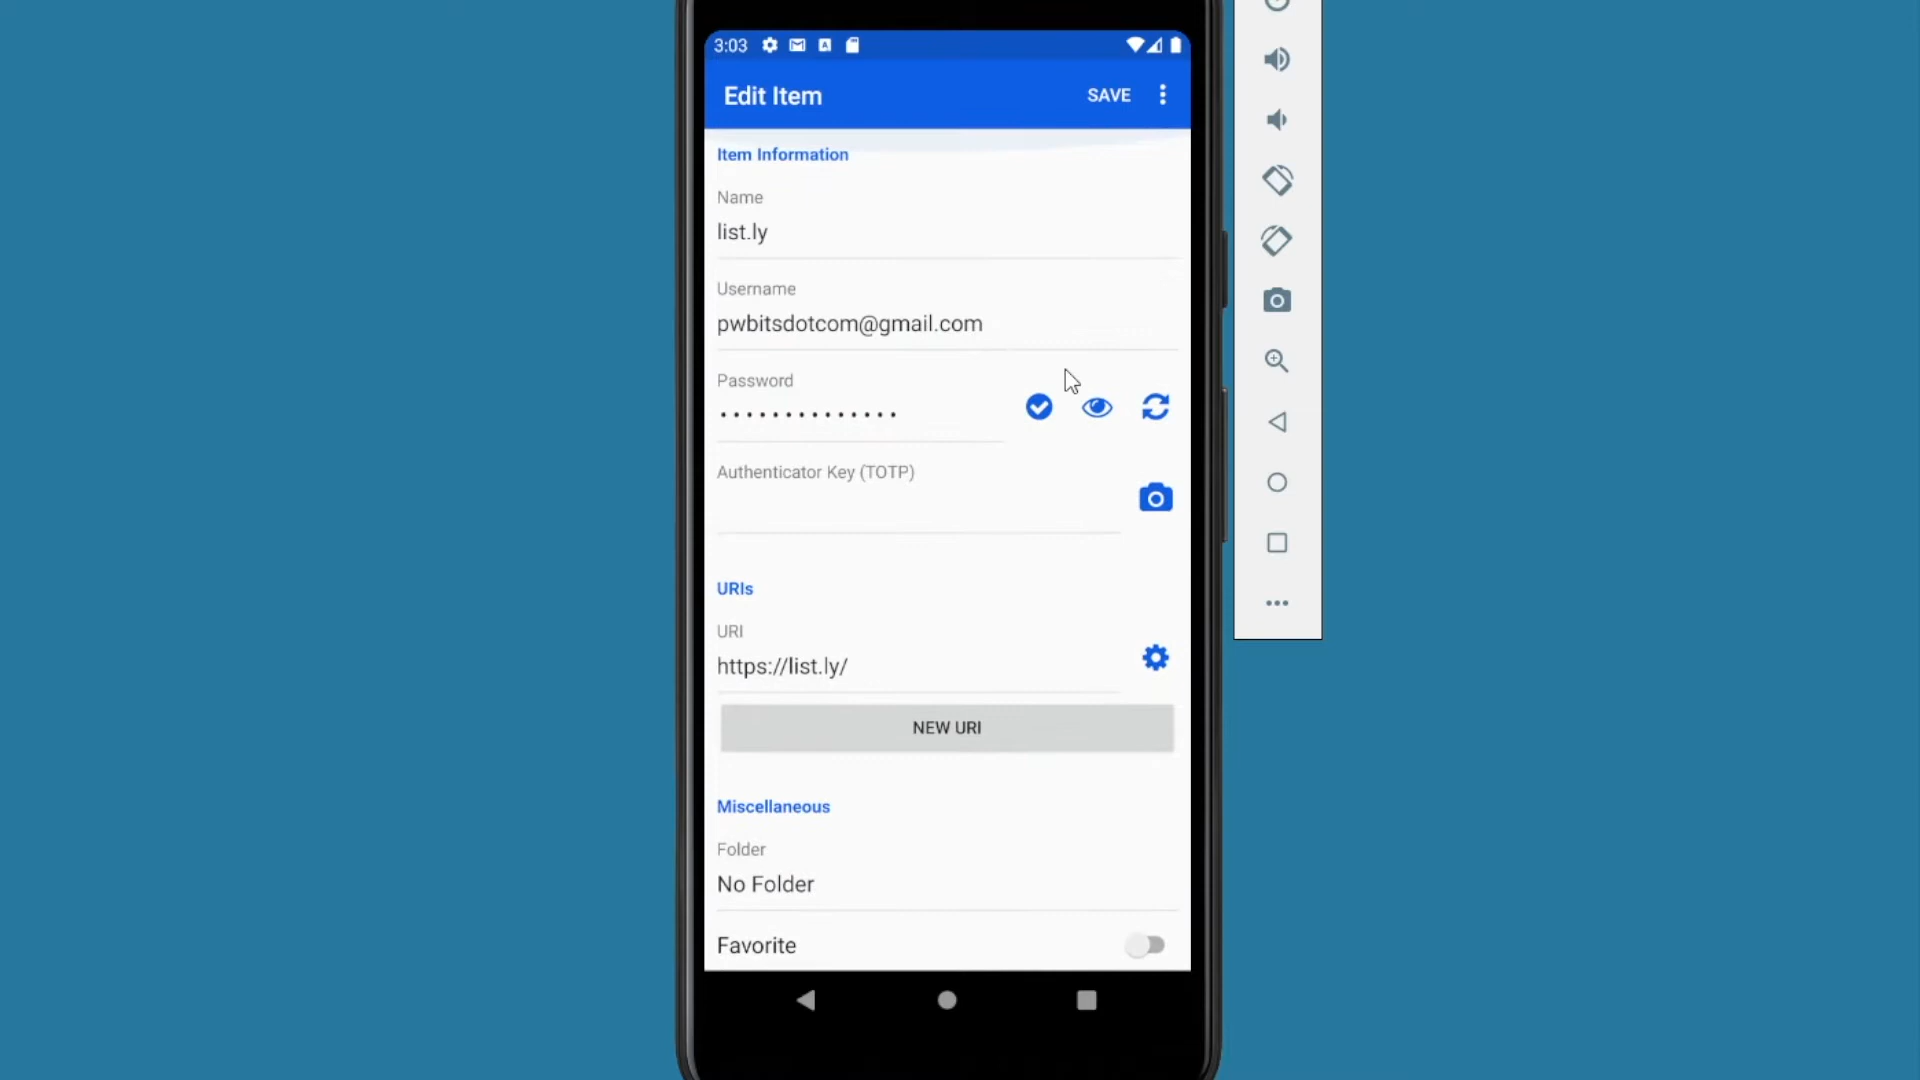 3:03
Edit Item
SAVE
Item Information
Name
list.ly
Username
pwbitsdotcom@gmail.com
Password
••••••••••••••
Authenticator Key (TOTP)
URIs
URI
https://list.ly/
NEW URI
Miscellaneous
Folder
No Folder
Favorite